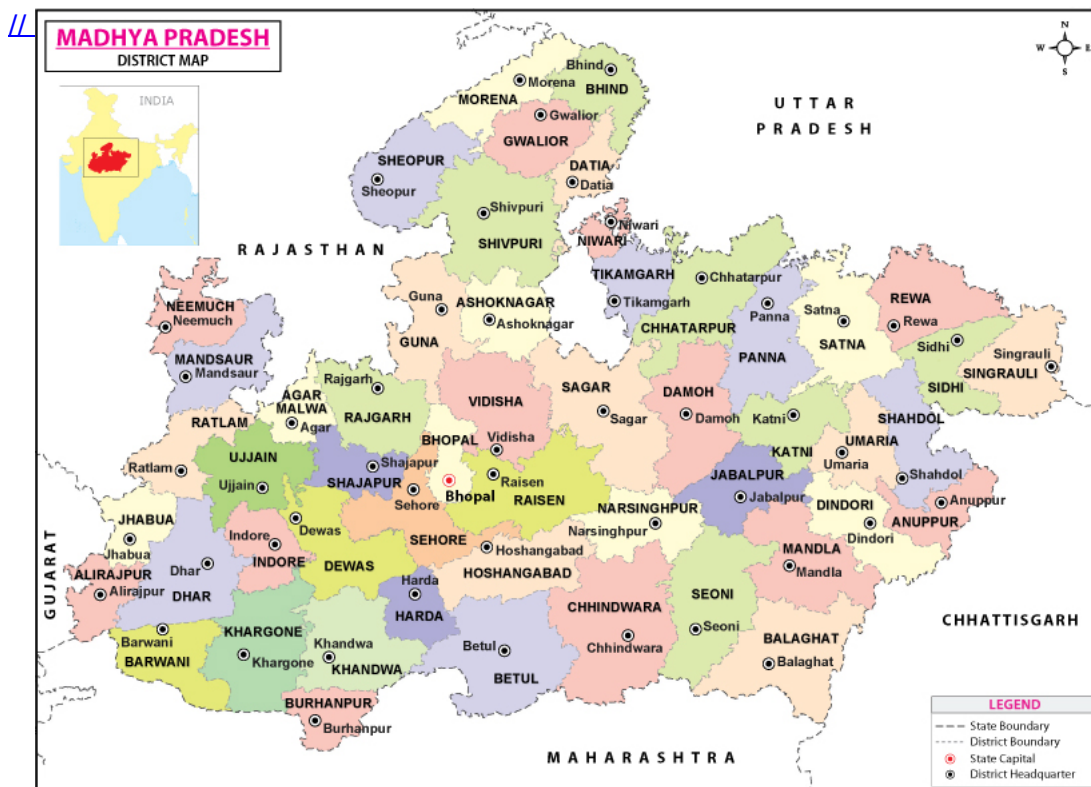 //
MADHYA PRADESH
DISTRICT MAP
INDIA
N
W E
S
UTTAR
PRADESH
RAJASTHAN
GUJARAT
MAHARASHTRA
CHHATTISGARH
Bhind
BHIND
Morena
MORENA
Gwalior
GWALIOR
SHEOPUR
Sheopur
DATIA
Datia
Shivpuri
SHIVPURI
Niwari
NIWARI
TIKAMGARH
Tikamgarh
Chhatarpur
CHHATARPUR
Panna
PANNA
Satna
SATNA
REWA
Rewa
Sidhi
SIDHI
Singrauli
SINGRAULI
NEEMUCH
Neemuch
MANDSAUR
Mandsaur
Guna
GUNA
ASHOKNAGAR
Ashoknagar
AGAR
MALWA
Agar
Rajgarh
RAJGARH
VIDISHA
Vidisha
SAGAR
Sagar
DAMOH
Damoh
Katni
KATNI
UMARIA
Umaria
SHAHDOL
Shahdol
RATLAM
Ratlam
UJJAIN
Ujjain
Shajapur
SHAJAPUR
BHOPAL
Bhopal
Raisen
RAISEN
Sehore
SEHORE
JABALPUR
Jabalpur
NARSINGHPUR
Narsinghpur
DINDORI
Dindori
Anuppur
ANUPPUR
JHABUA
Jhabua
Indore
INDORE
Dewas
DEWAS
Hoshangabad
HOSHANGABAD
MANDLA
Mandla
ALIRAJPUR
Alirajpur
Dhar
DHAR
Harda
HARDA
CHHINDWARA
Chhindwara
SEONI
Seoni
BALAGHAT
Balaghat
Barwani
BARWANI
KHARGONE
Khargone
Khandwa
KHANDWA
Betul
BETUL
BURHANPUR
Burhanpur
LEGEND
State Boundary
District Boundary
State Capital
District Headquarter